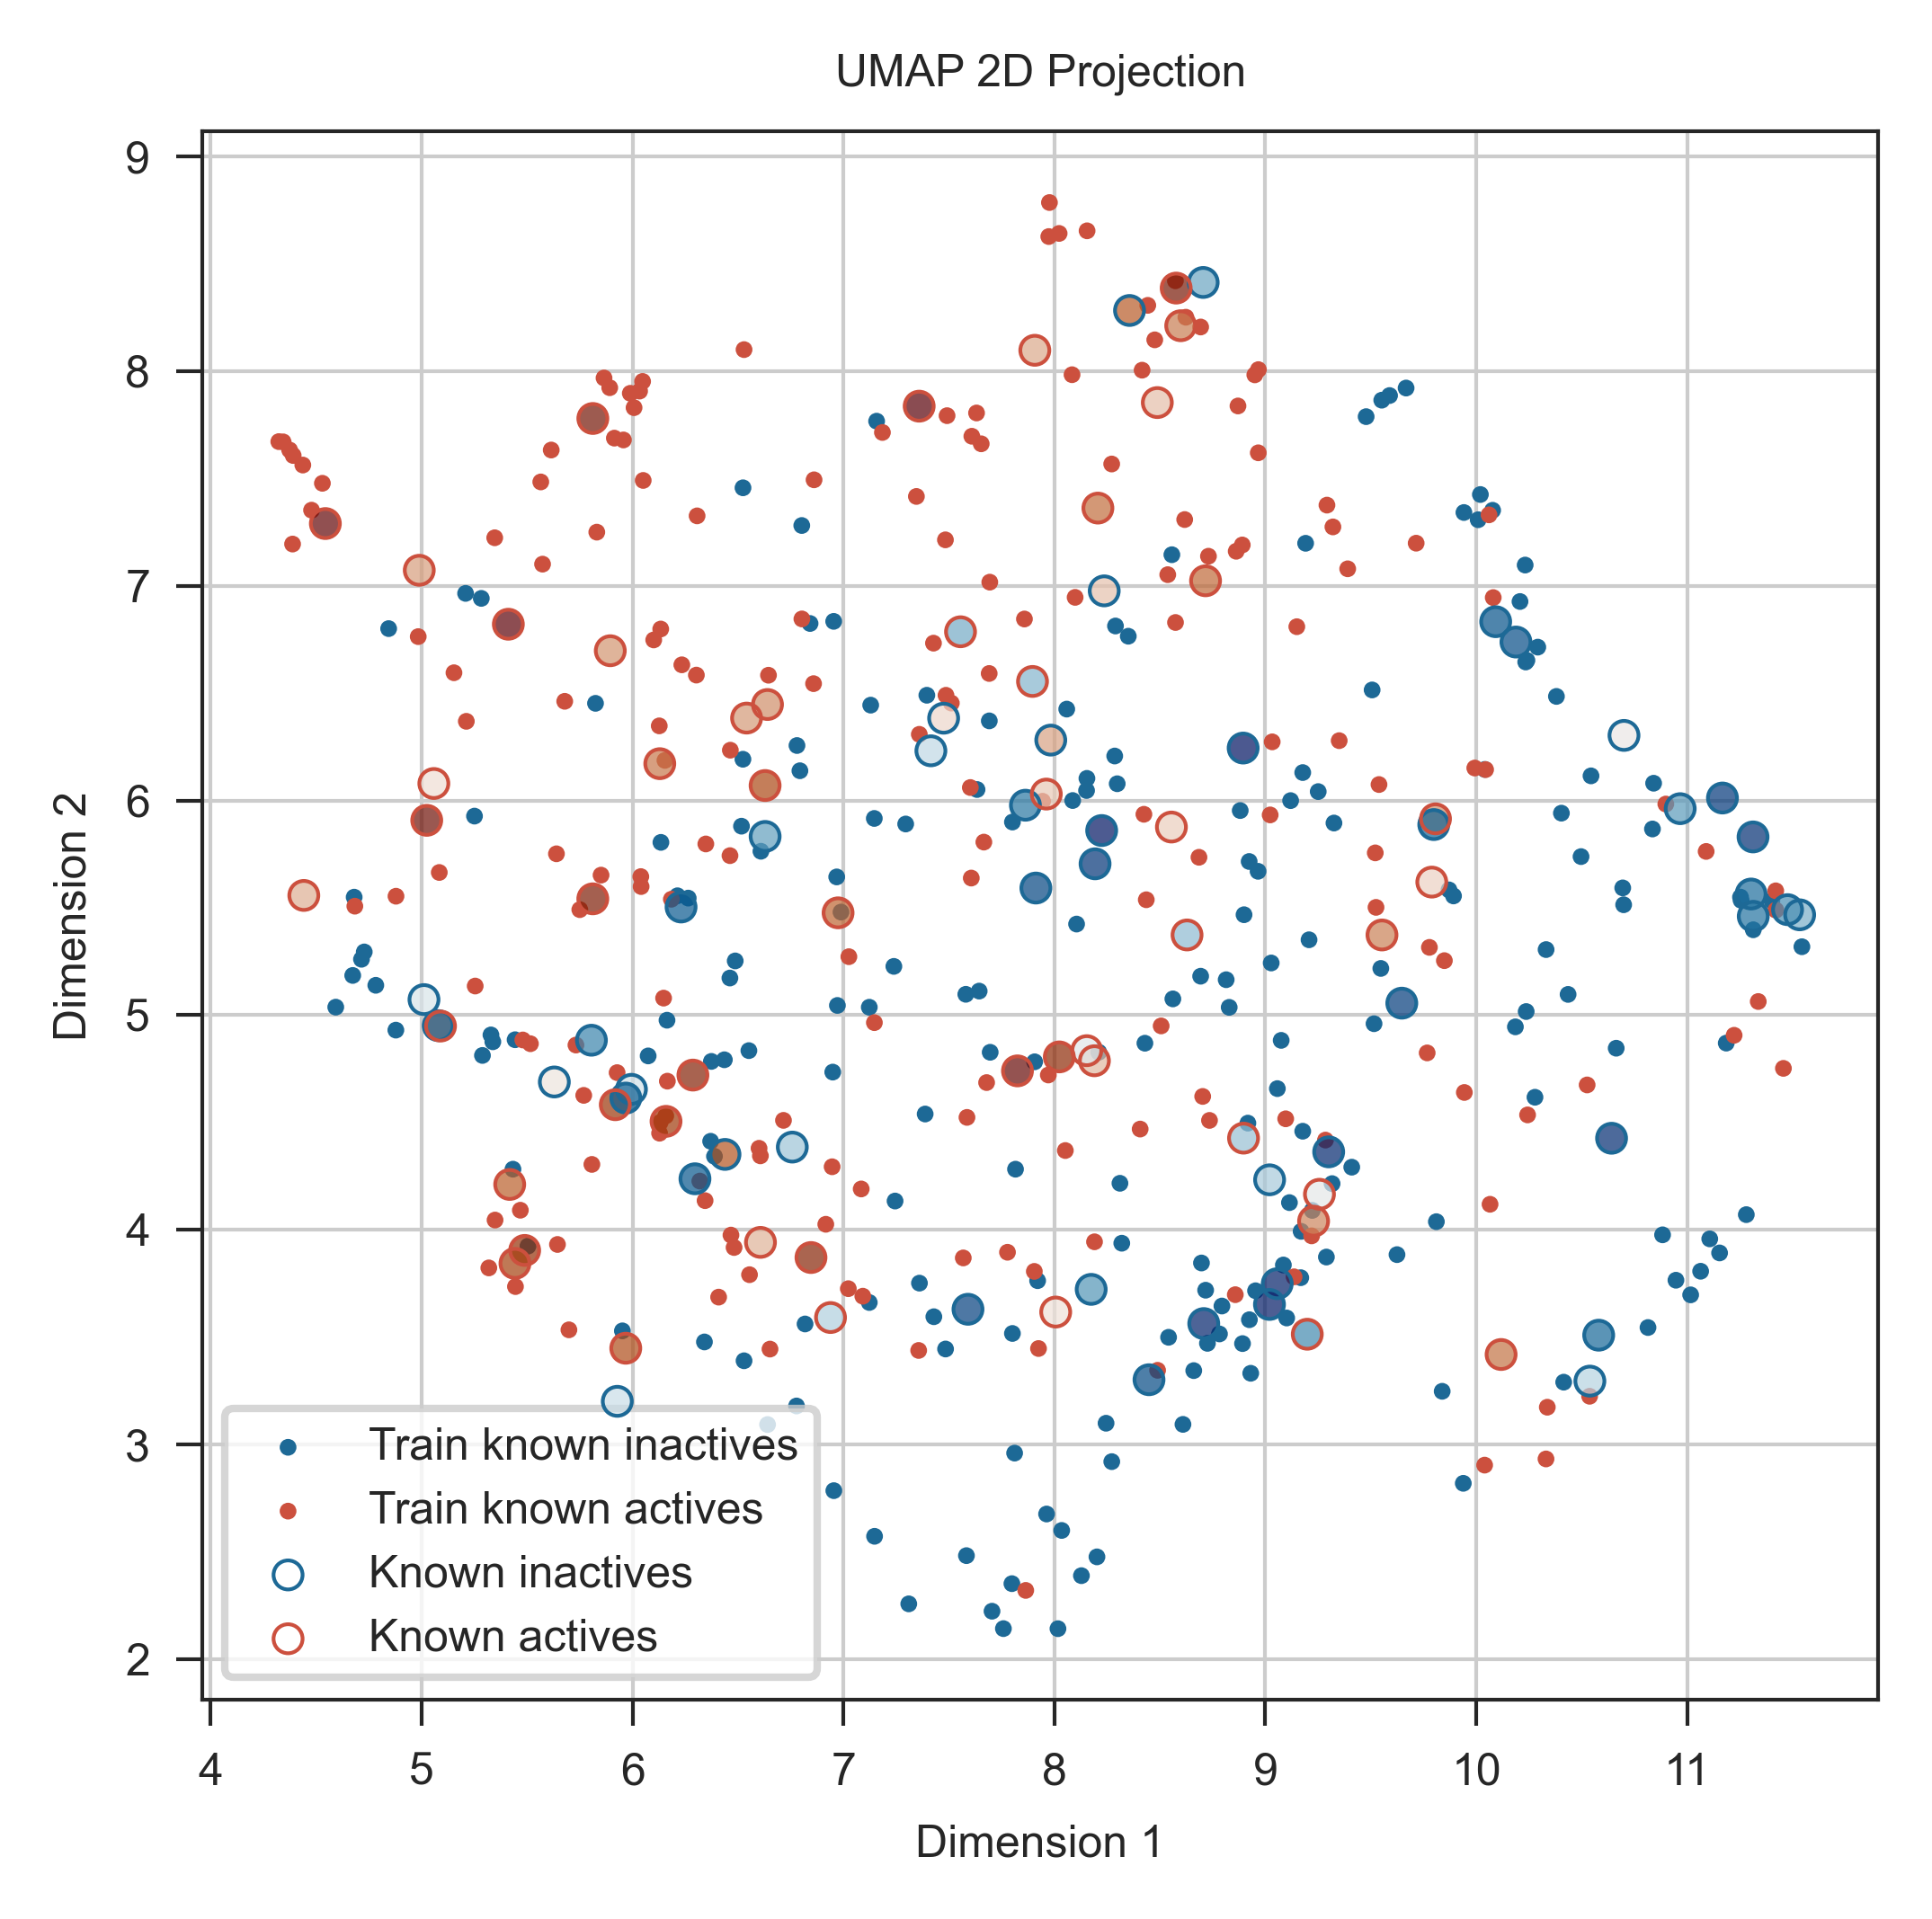 UMAP 2D Projection
9
8
7
6
5
4
3
2
Dimension 2
Train known inactives
Train known actives
Known inactives
Known actives
4 5 6 7 8 9 10 11
Dimension 1